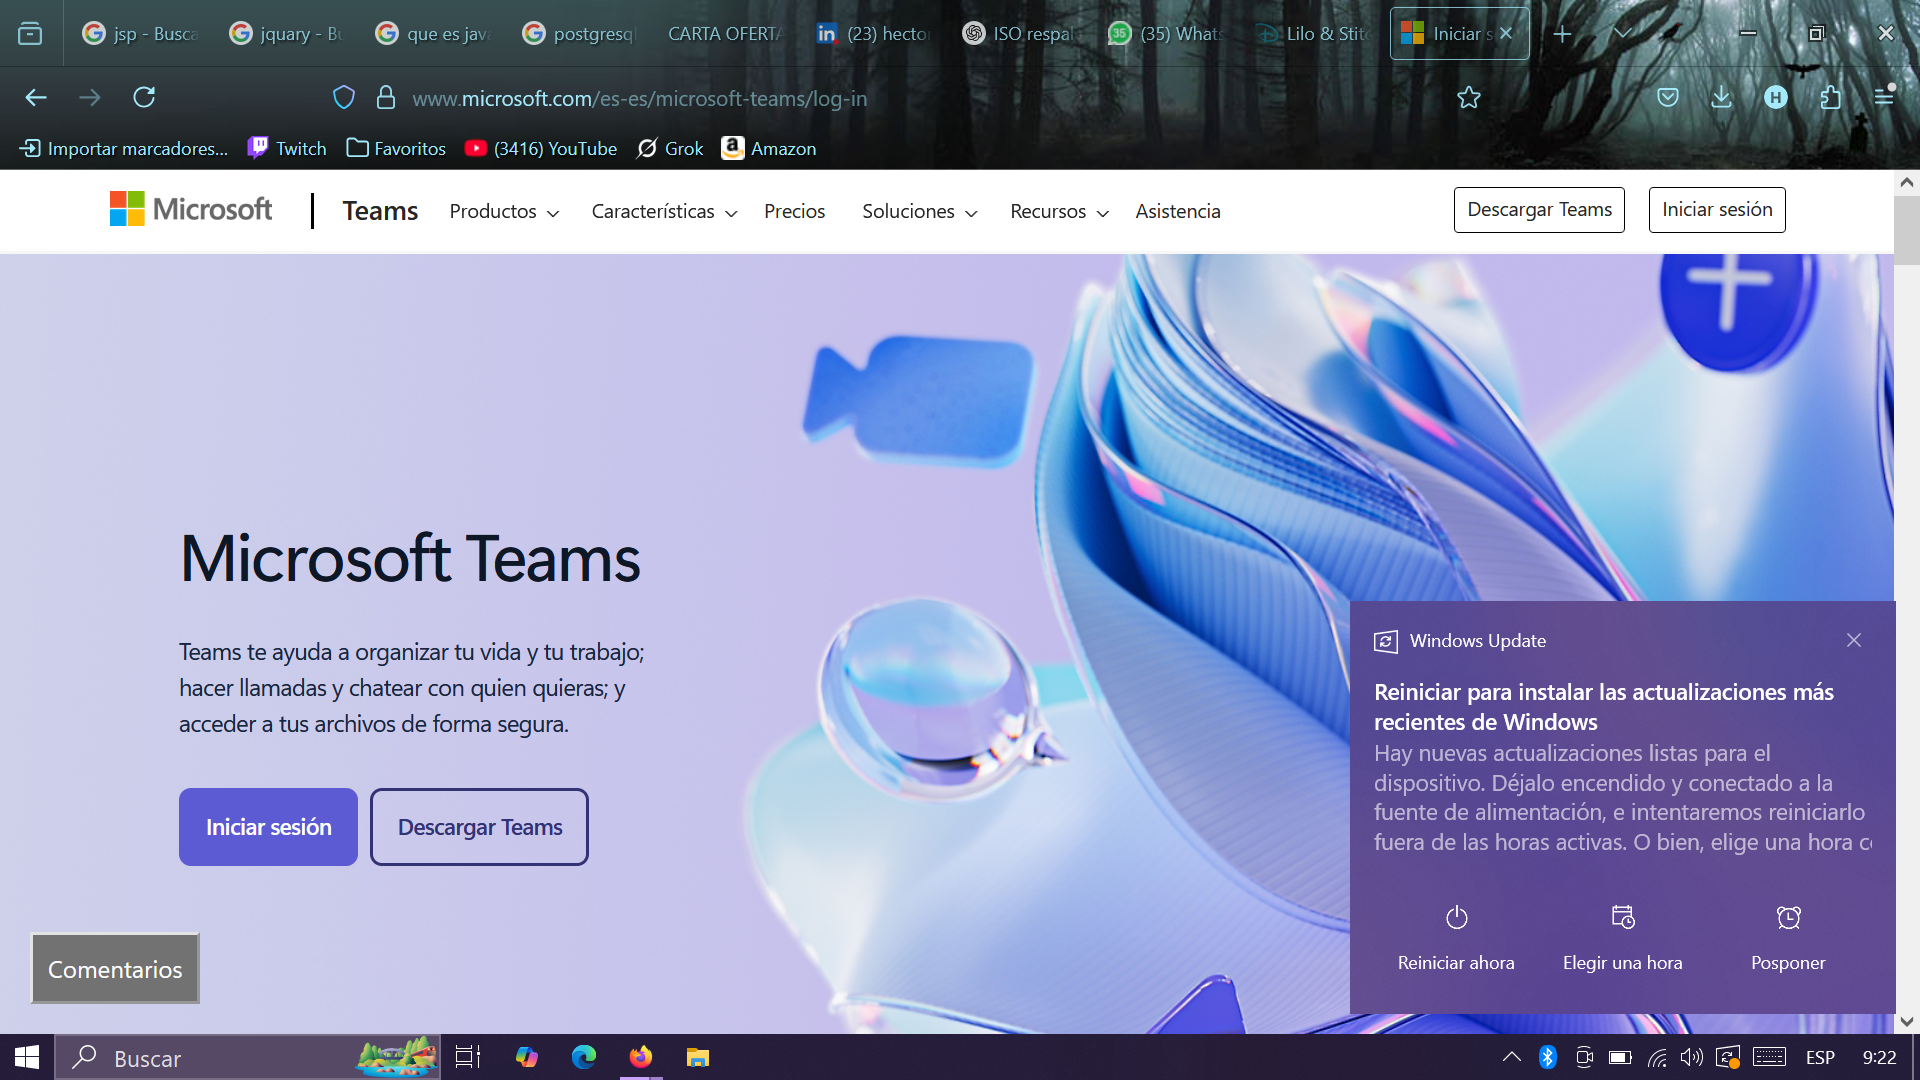 jsp - Busca
jquary - Bu
que es java
postgresql
CARTA OFERTA
(23) hector
ISO respal
(35) Whats
Lilo & Stitc
Iniciar s
www.microsoft.com/es-es/microsoft-teams/log-in
H
Importar marcadores...
Twitch
Favoritos
(3416) YouTube
Grok
Amazon
Microsoft
Teams
Productos
Características
Precios
Soluciones
Recursos
Asistencia
Descargar Teams
Iniciar sesión
Microsoft Teams
Teams te ayuda a organizar tu vida y tu trabajo;
hacer llamadas y chatear con quien quieras; y
acceder a tus archivos de forma segura.
Iniciar sesión
Descargar Teams
Comentarios
Windows Update
Reiniciar para instalar las actualizaciones más
recientes de Windows
Hay nuevas actualizaciones listas para el
dispositivo. Déjalo encendido y conectado a la
fuente de alimentación, e intentaremos reiniciarlo
fuera de las horas activas. O bien, elige una hora c
Reiniciar ahora
Elegir una hora
Posponer
Buscar
ESP
9:22